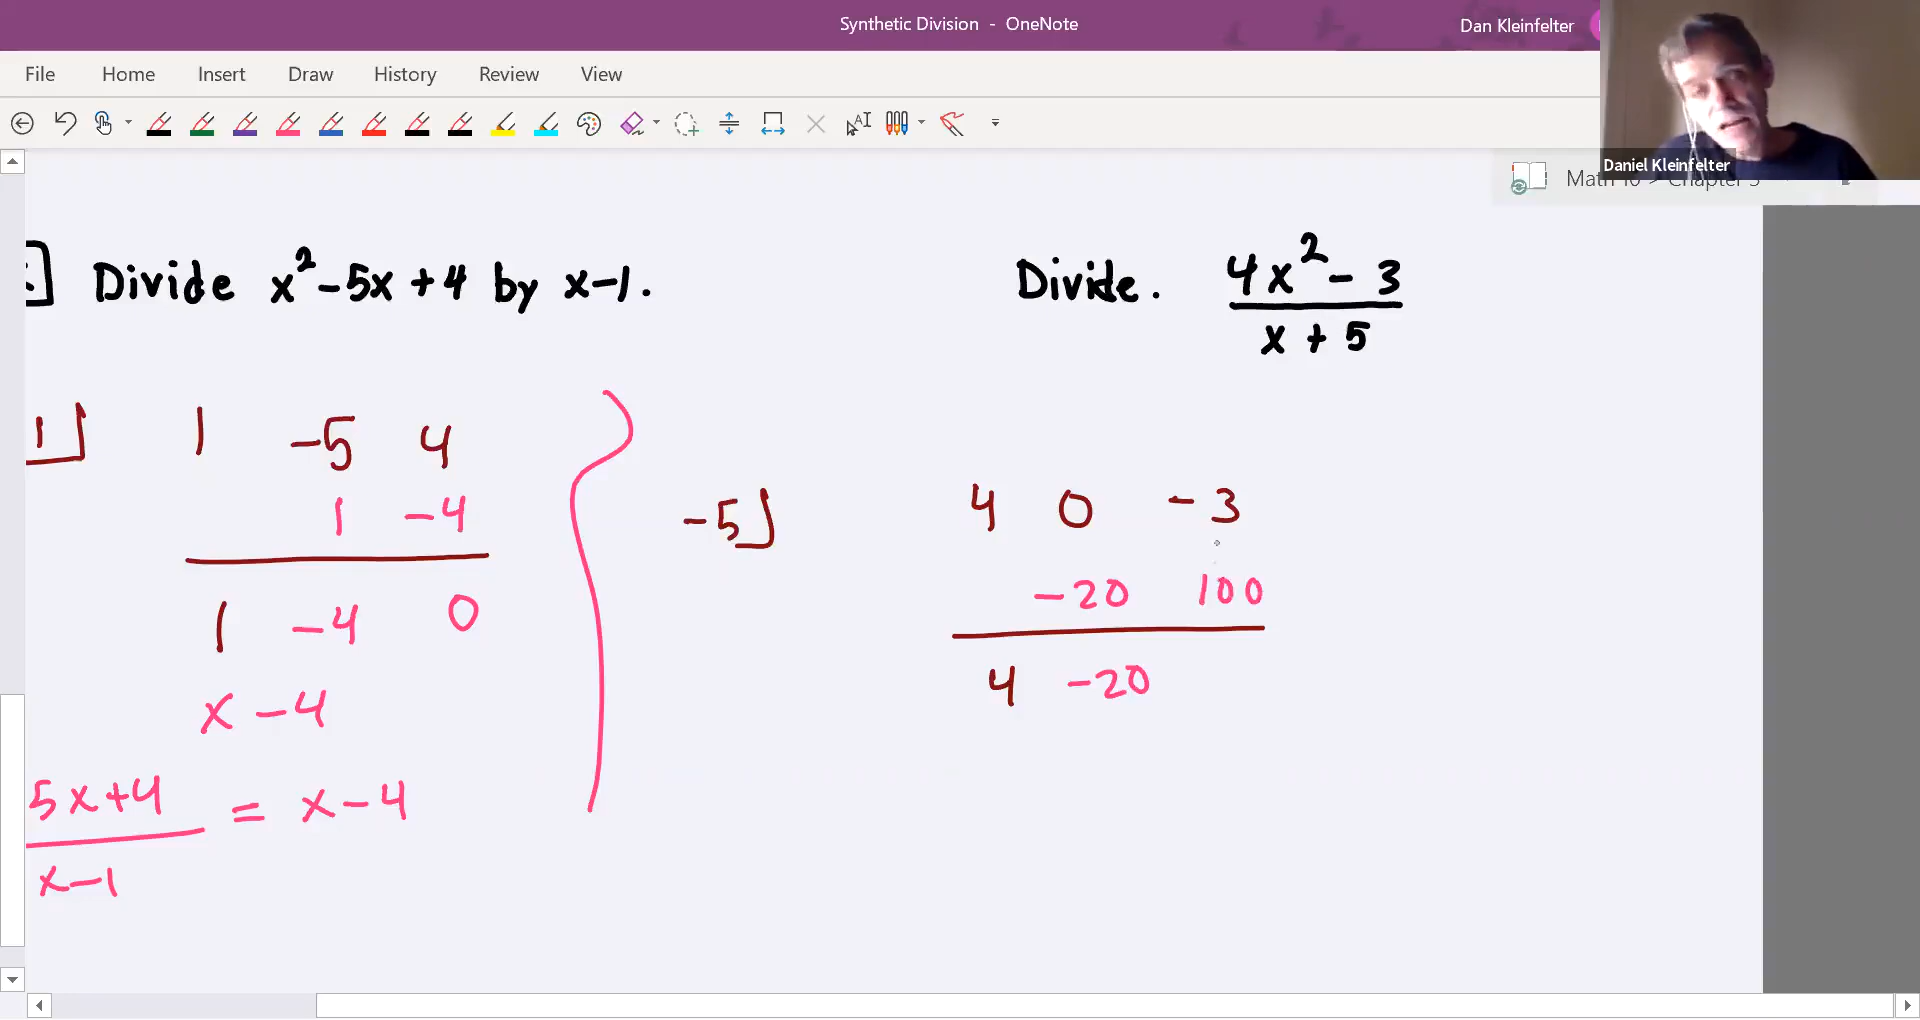 Synthetic Division - OneNote
Dan Kleinfelter
File Home Insert Draw History Review View
Daniel Kleinfelter
Divide x² - 5x + 4 by x - 1 .
1 1 -5 4
1 -4
1 -4 0
x - 4
5x + 4 = x - 4
x - 1
Divide . 4x² - 3
x + 5
-5 4 0 - 3
-20 100
4 -20